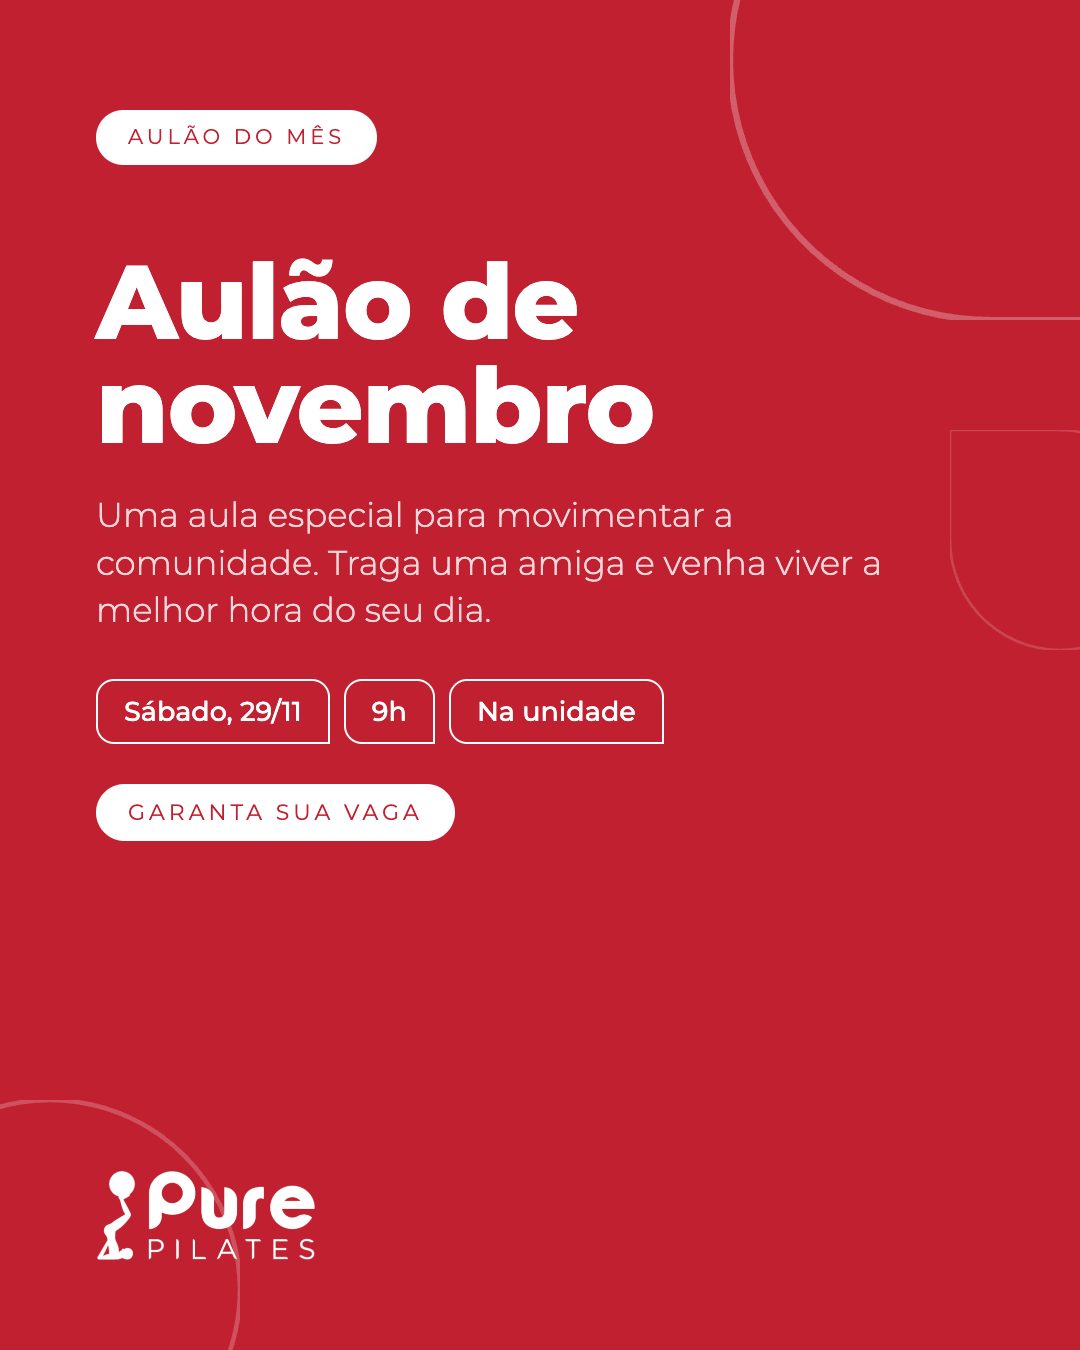 AULÃO DO MÊS
Aulão de
novembro
Uma aula especial para movimentar a
comunidade. Traga uma amiga e venha viver a
melhor hora do seu dia.
Sábado, 29/11 9h Na unidade
GARANTA SUA VAGA
Pure
PILATES